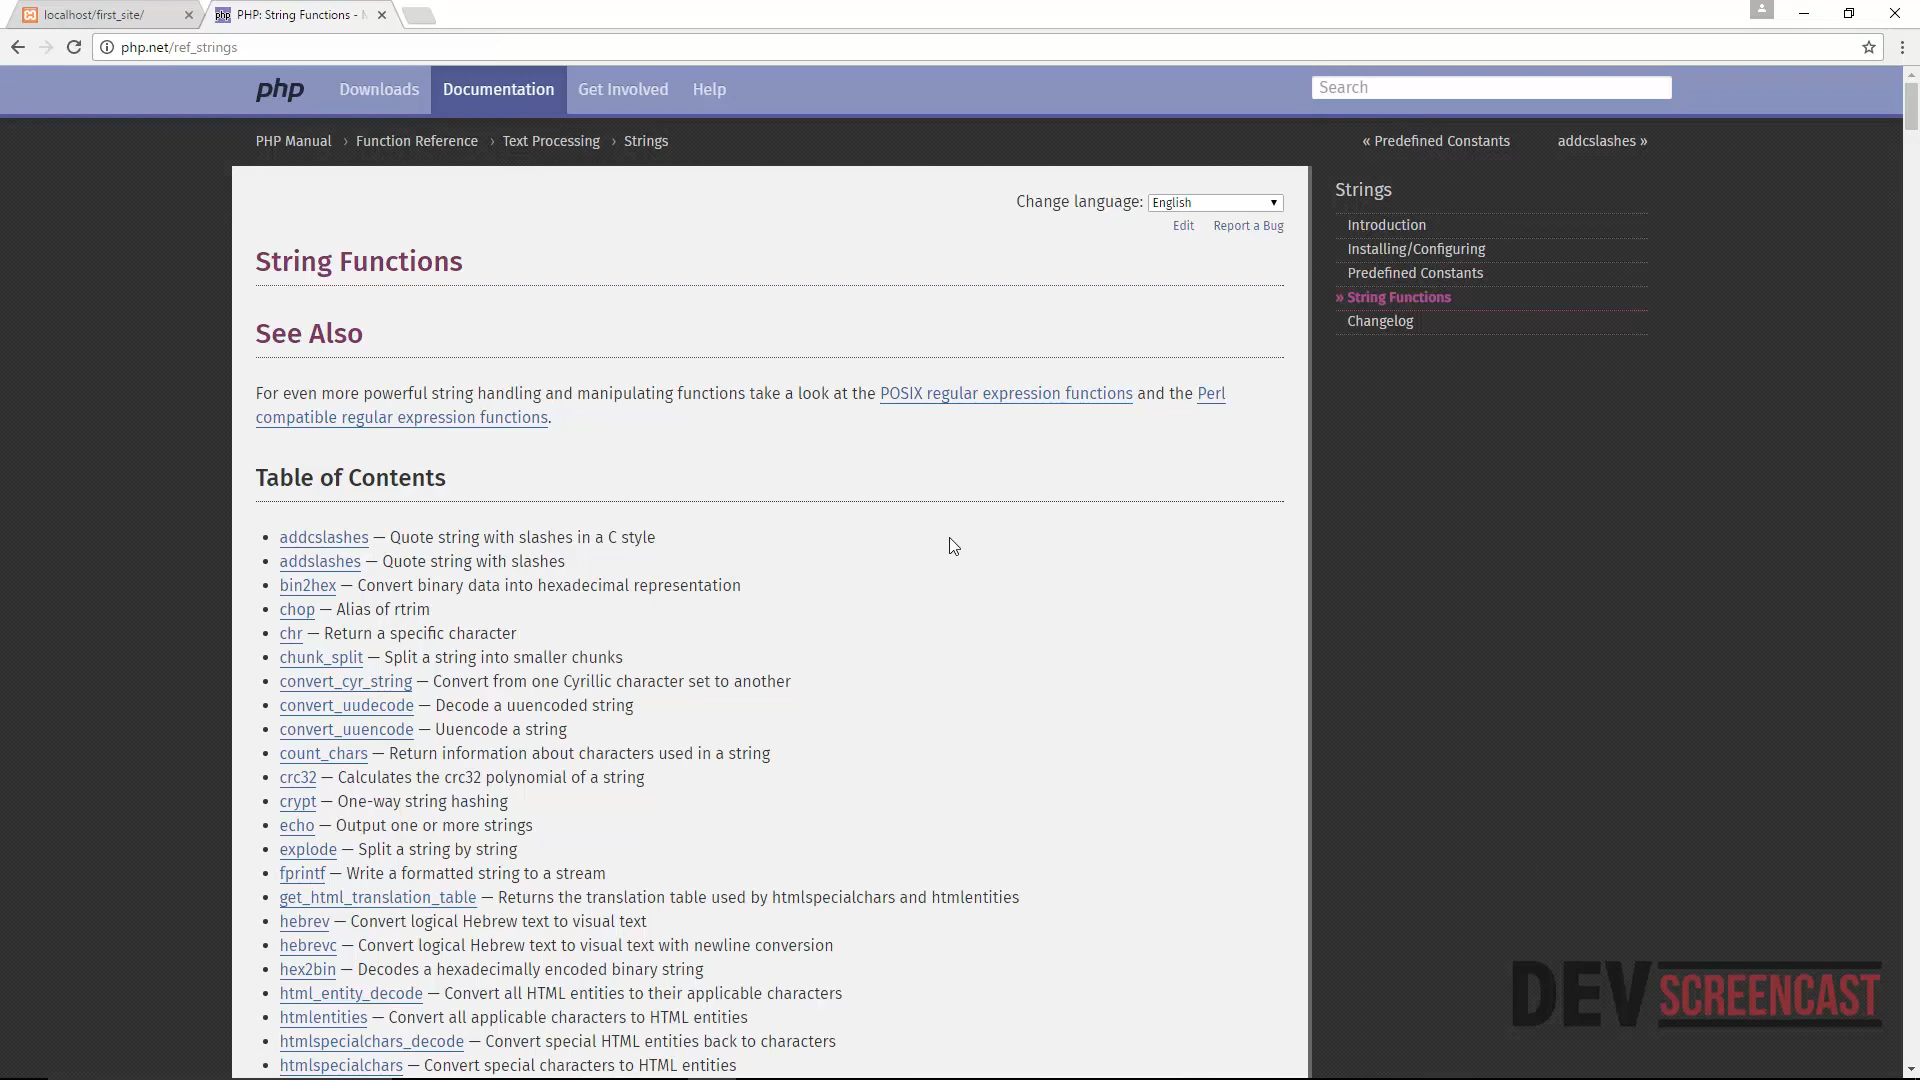 localhost/first_site/
php PHP: String Functions -
php.net/ref_strings
php Downloads Documentation Get Involved Help Search
PHP Manual › Function Reference › Text Processing › Strings « Predefined Constants addcslashes »
Change language: English
Edit Report a Bug
String Functions
See Also
For even more powerful string handling and manipulating functions take a look at the POSIX regular expression functions and the Perl
compatible regular expression functions.
Table of Contents
• addcslashes — Quote string with slashes in a C style
• addslashes — Quote string with slashes
• bin2hex — Convert binary data into hexadecimal representation
• chop — Alias of rtrim
• chr — Return a specific character
• chunk_split — Split a string into smaller chunks
• convert_cyr_string — Convert from one Cyrillic character set to another
• convert_uudecode — Decode a uuencoded string
• convert_uuencode — Uuencode a string
• count_chars — Return information about characters used in a string
• crc32 — Calculates the crc32 polynomial of a string
• crypt — One-way string hashing
• echo — Output one or more strings
• explode — Split a string by string
• fprintf — Write a formatted string to a stream
• get_html_translation_table — Returns the translation table used by htmlspecialchars and htmlentities
• hebrev — Convert logical Hebrew text to visual text
• hebrevc — Convert logical Hebrew text to visual text with newline conversion
• hex2bin — Decodes a hexadecimally encoded binary string
• html_entity_decode — Convert all HTML entities to their applicable characters
• htmlentities — Convert all applicable characters to HTML entities
• htmlspecialchars_decode — Convert special HTML entities back to characters
• htmlspecialchars — Convert special characters to HTML entities
Strings
Introduction
Installing/Configuring
Predefined Constants
» String Functions
Changelog
DEV SCREENCAST